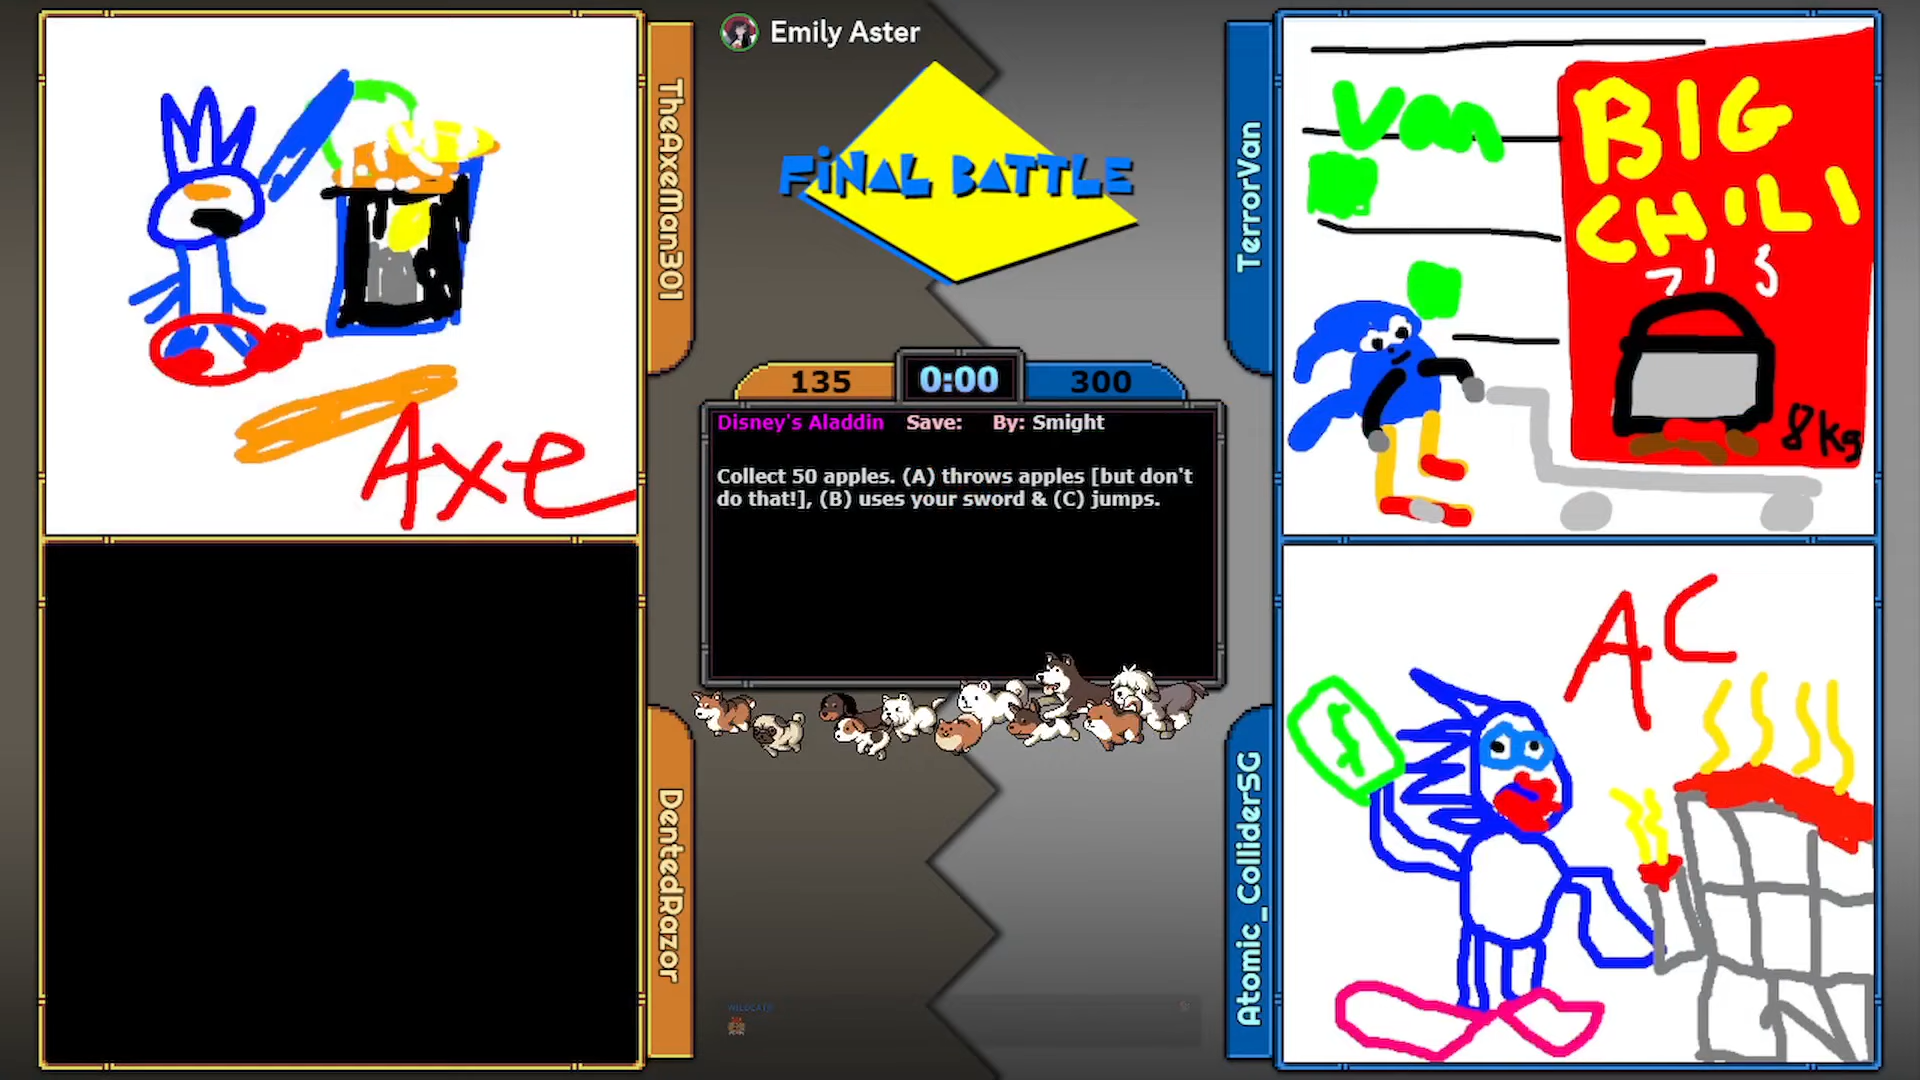 Axe
TheAxeMan301
DentedRazor
Emily Aster
FINAL BATTLE
135
0:00
300
Disney's Aladdin Save: By: Smight
Collect 50 apples. (A) throws apples [but don't
do that!], (B) uses your sword & (C) jumps.
WILDCATS
TerrorVan
Atomic_ColliderSG
Van
BIG
CHILI
8kg
AC